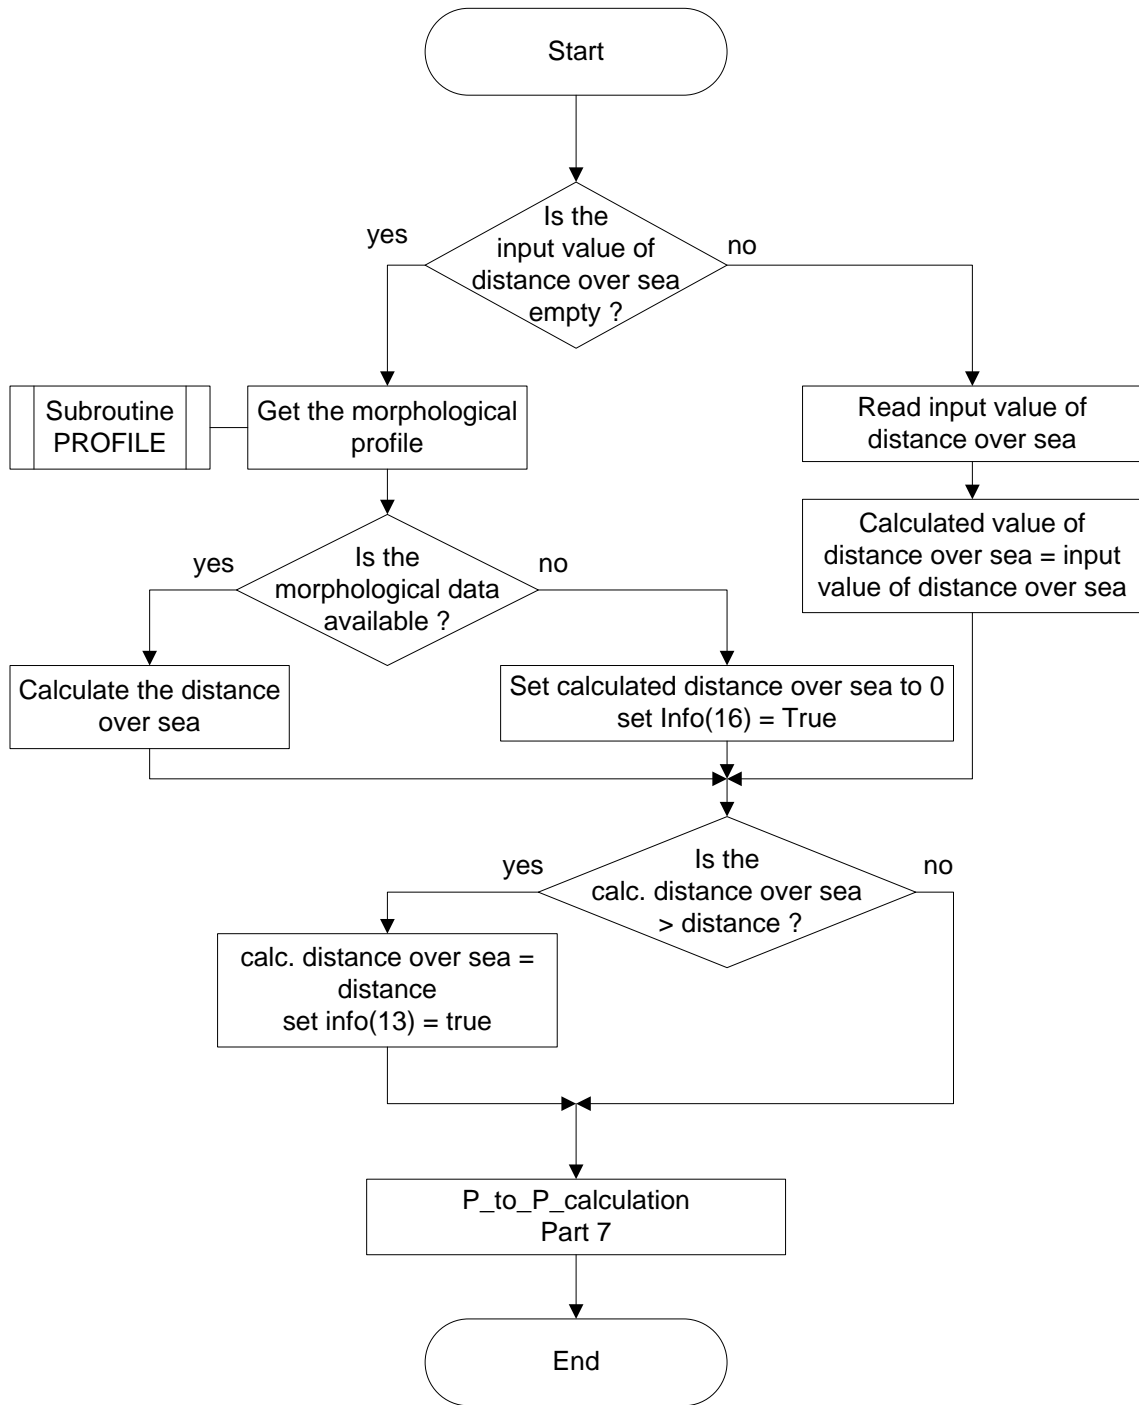 Start
Is the
input value of
distance over sea
empty ?
yes
no
Subroutine
PROFILE
Get the morphological
profile
Read input value of
distance over sea
Calculated value of
distance over sea = input
value of distance over sea
Is the
morphological data
available ?
yes
no
Calculate the distance
over sea
Set calculated distance over sea to 0
set Info(16) = True
Is the
calc. distance over sea
> distance ?
yes
no
calc. distance over sea =
distance
set info(13) = true
P_to_P_calculation
Part 7
End